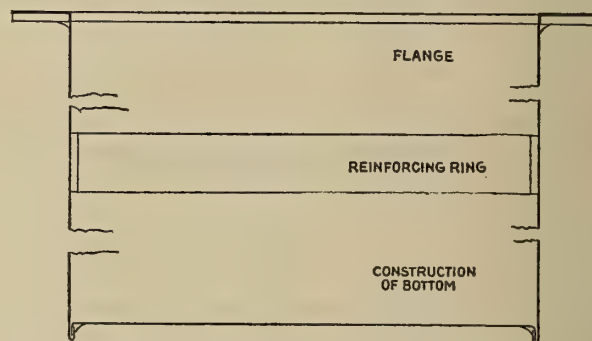 FLANGE
REINFORCING RING
CONSTRUCTION
OF BOTTOM